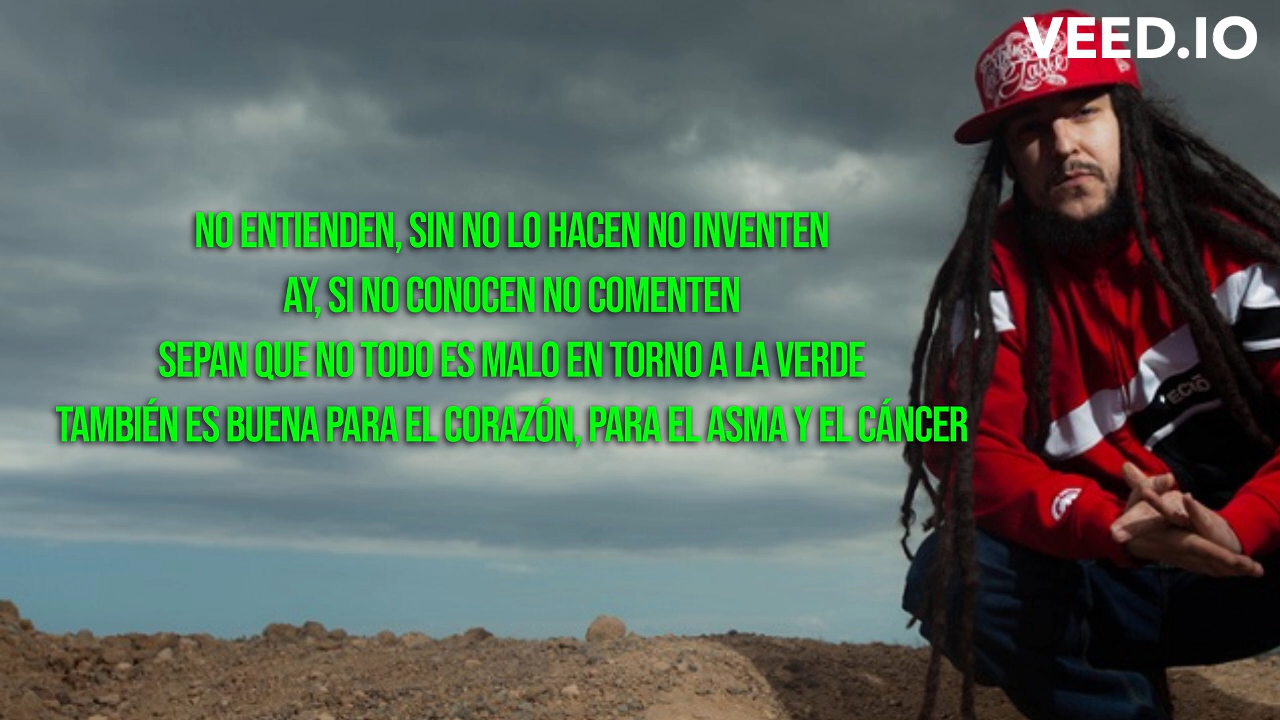 VEED.IO
NO ENTIENDEN, SIN NO LO HACEN NO INVENTEN
AY, SI NO CONOCEN NO COMENTEN
SEPAN QUE NO TODO ES MALO EN TORNO A LA VERDE
TAMBIÉN ES BUENA PARA EL CORAZÓN, PARA EL ASMA Y EL CÁNCER